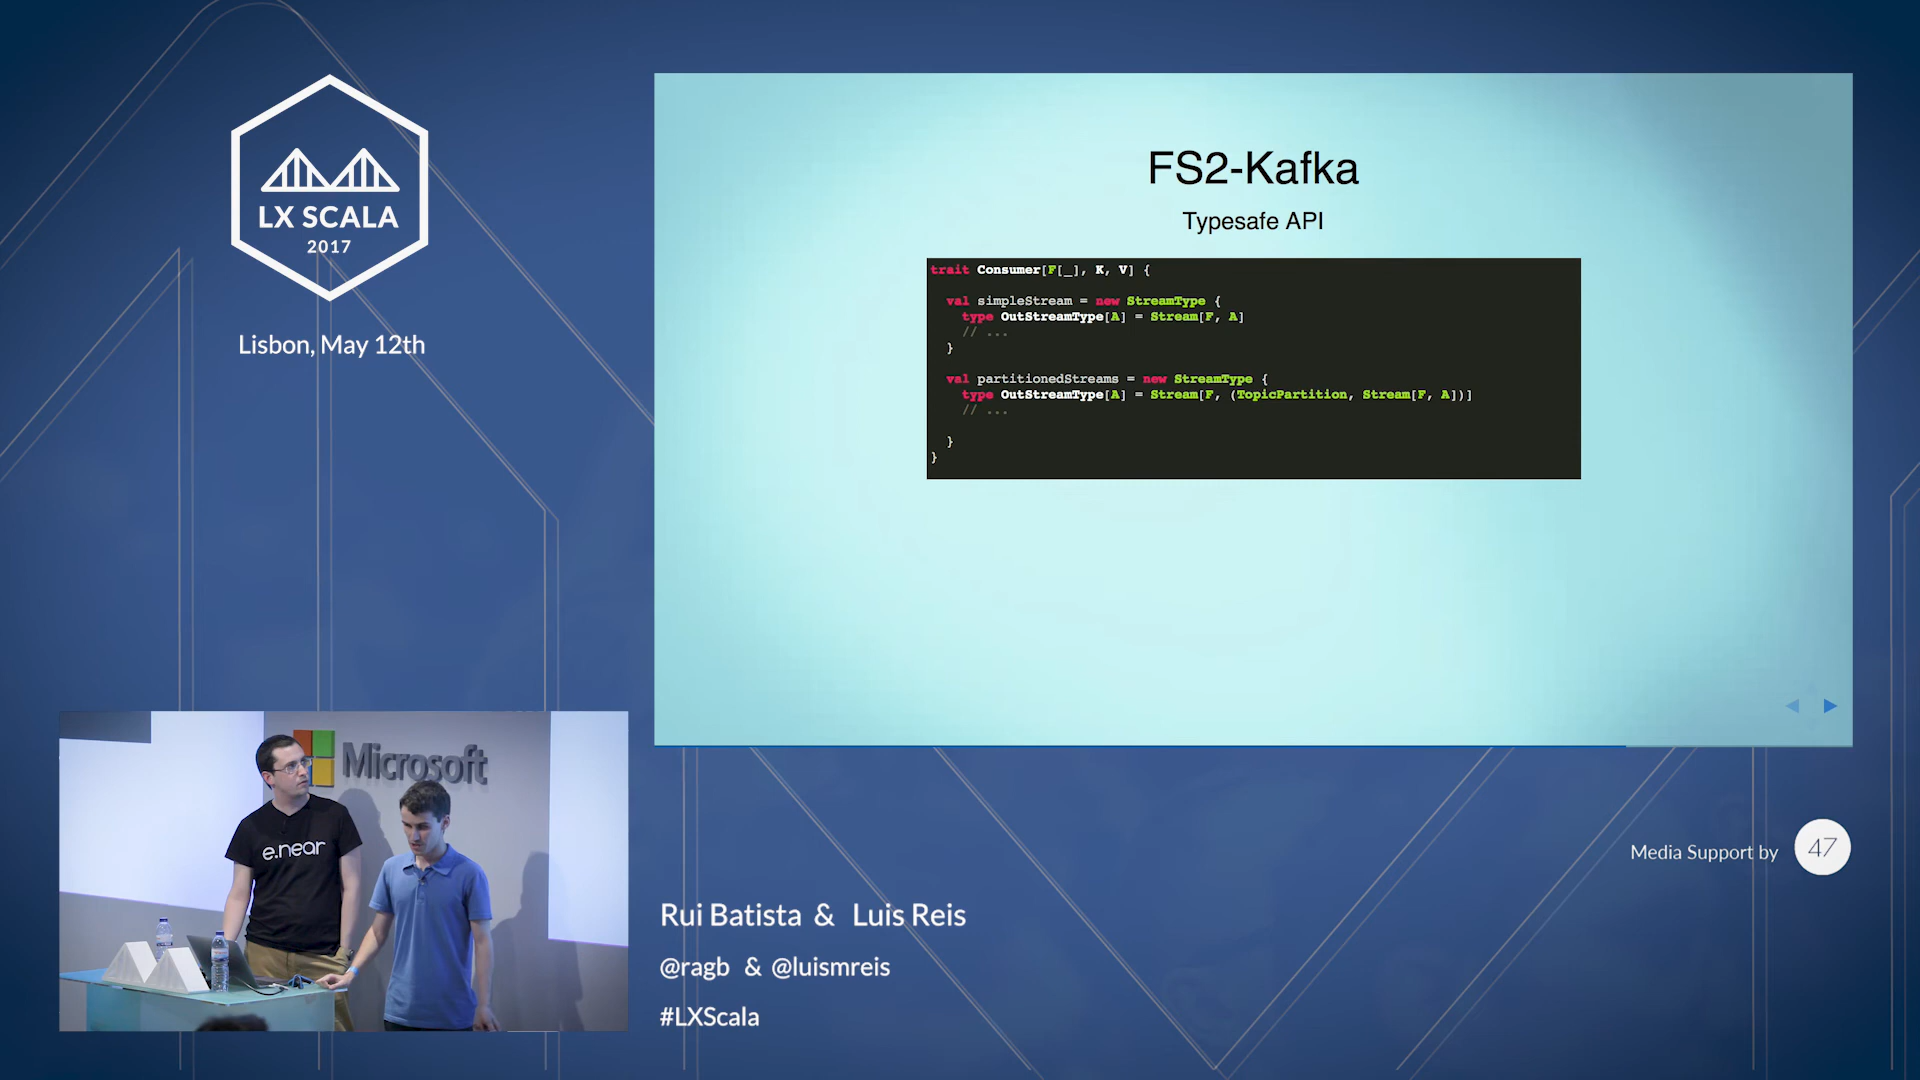 LX SCALA
2017
Lisbon, May 12th
FS2-Kafka
Typesafe API
trait Consumer[F[_], K, V] {
val simpleStream = new StreamType {
type OutStreamType[A] = Stream[F, A]
// ...
}
val partitionedStreams = new StreamType {
type OutStreamType[A] = Stream[F, (TopicPartition, Stream[F, A])]
// ...
}
}
Microsoft
e.near
Media Support by 47
Rui Batista & Luis Reis
@ragb & @luismreis
#LXScala